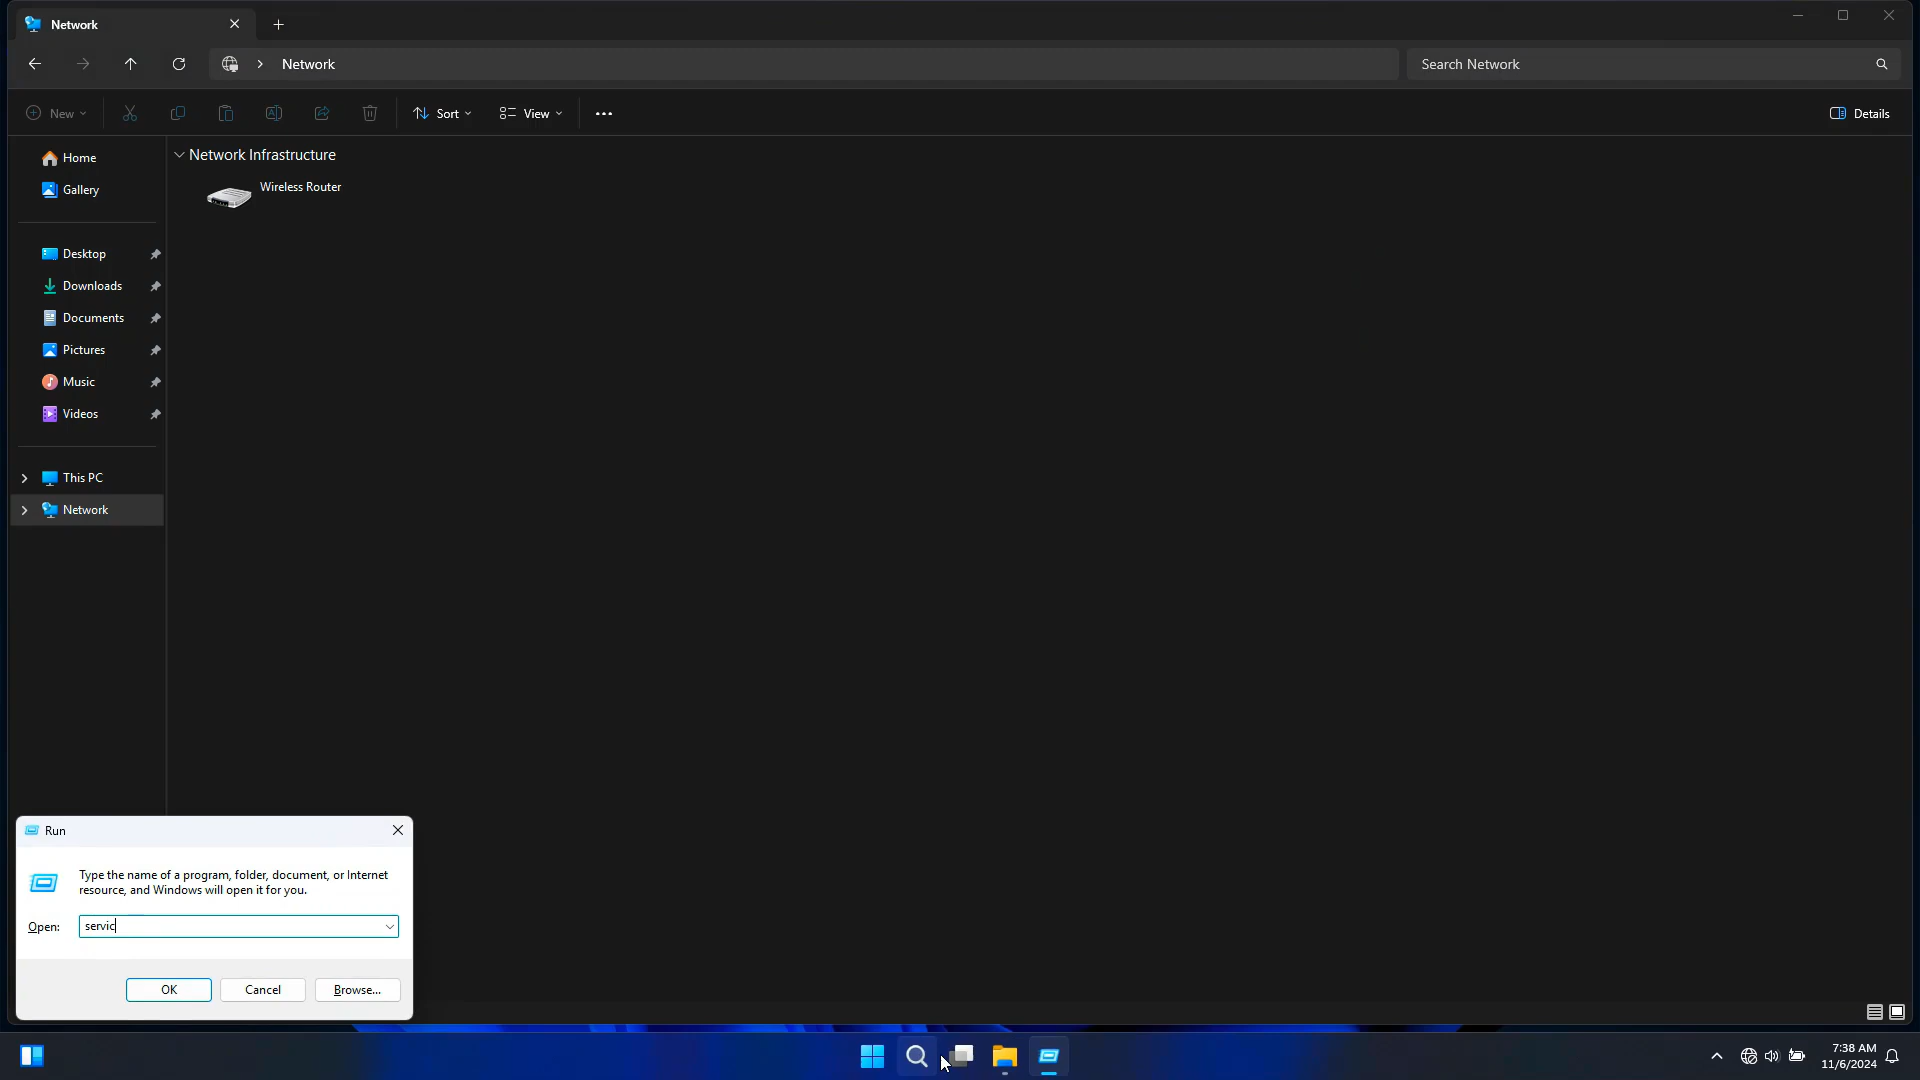 Network
Network
Search Network
New
Sort
View
Details
Home
Gallery
Desktop
Downloads
Documents
Pictures
Music
Videos
This PC
Network
Network Infrastructure
Wireless Router
Run
Type the name of a program, folder, document, or Internet
resource, and Windows will open it for you.
Open:
servic
OK
Cancel
Browse...
7:38 AM
11/6/2024